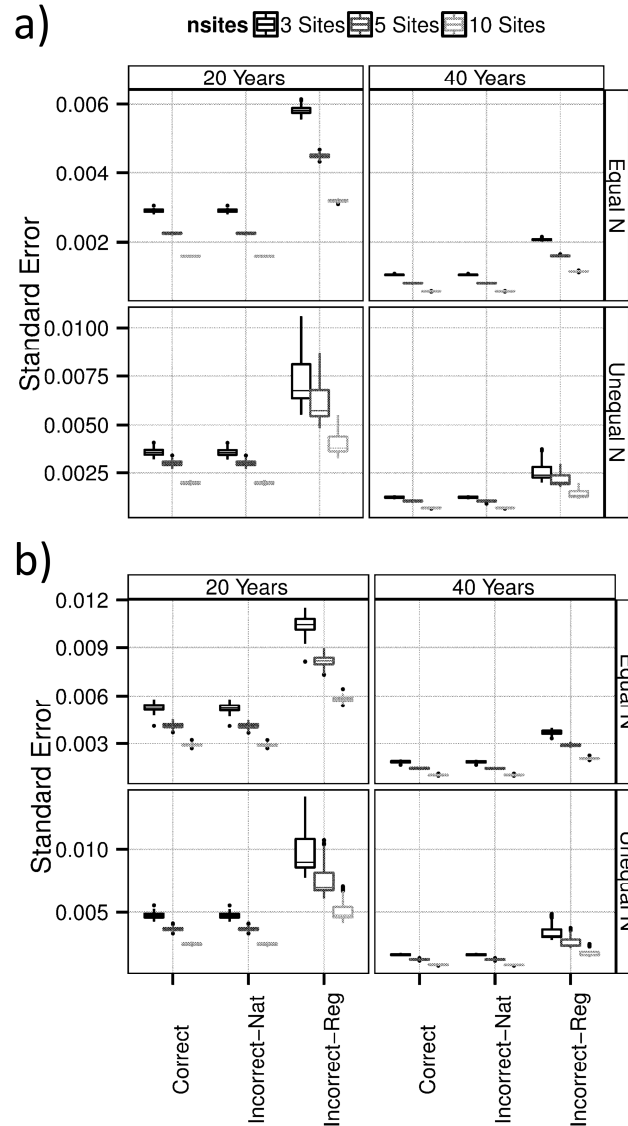 a)
nsites 3 Sites 5 Sites 10 Sites
20 Years 40 Years
0.006
0.004
0.002
Equal N
0.0100
0.0075
0.0050
0.0025
Unequal N
Standard Error
b)
20 Years 40 Years
0.012
0.009
0.006
0.003
Equal N
0.010
0.005
Unequal N
Standard Error
Correct
Incorrect-Nat
Incorrect-Reg
Correct
Incorrect-Nat
Incorrect-Reg